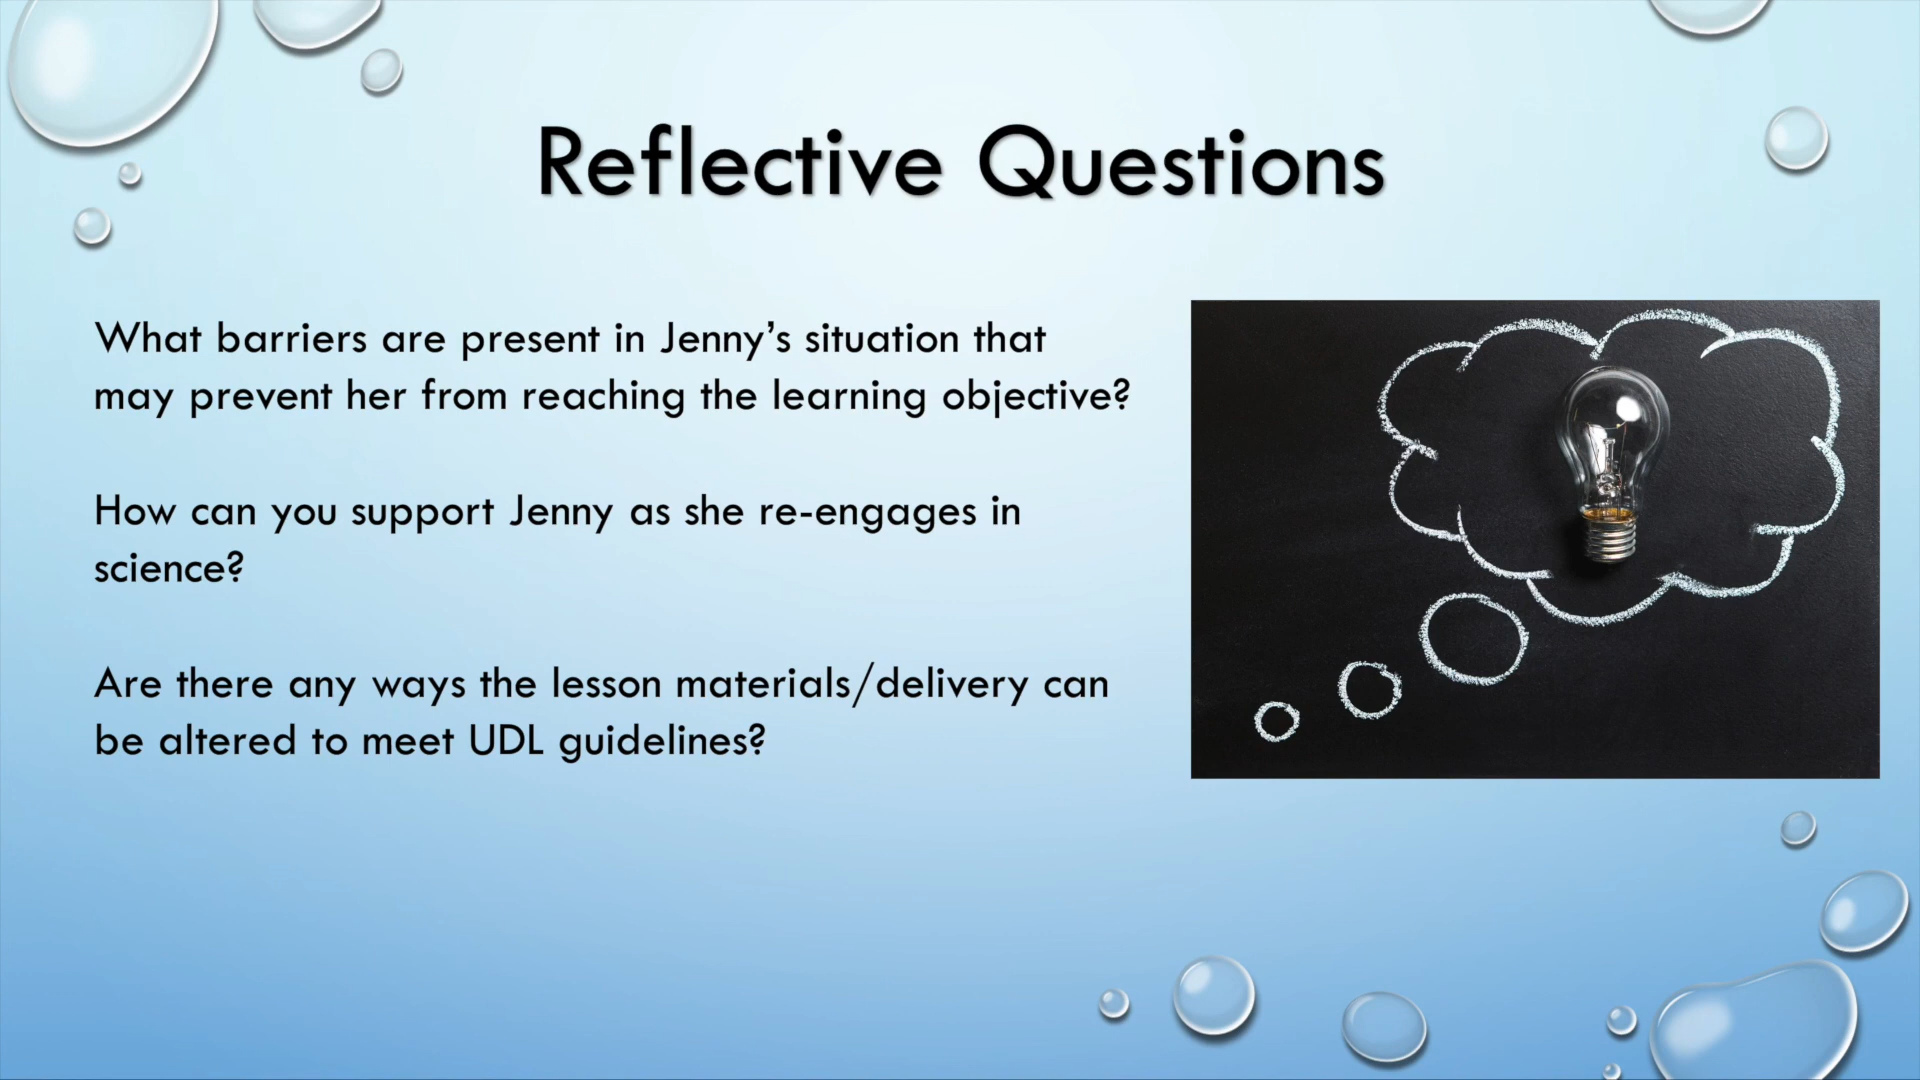 Reflective Questions
What barriers are present in Jenny’s situation that
may prevent her from reaching the learning objective?
How can you support Jenny as she re-engages in
science?
Are there any ways the lesson materials/delivery can
be altered to meet UDL guidelines?